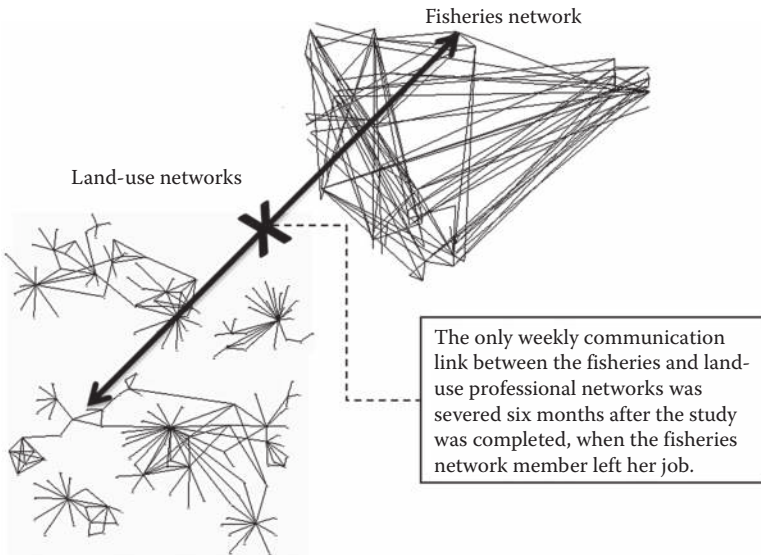 Fisheries network
Land-use networks
The only weekly communication
link between the fisheries and land-
use professional networks was
severed six months after the study
was completed, when the fisheries
network member left her job.